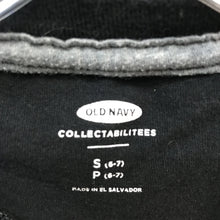 OLD NAVY
COLLECTABILITEES
S (6-7)
P (6-7)
MADE IN EL SALVADOR